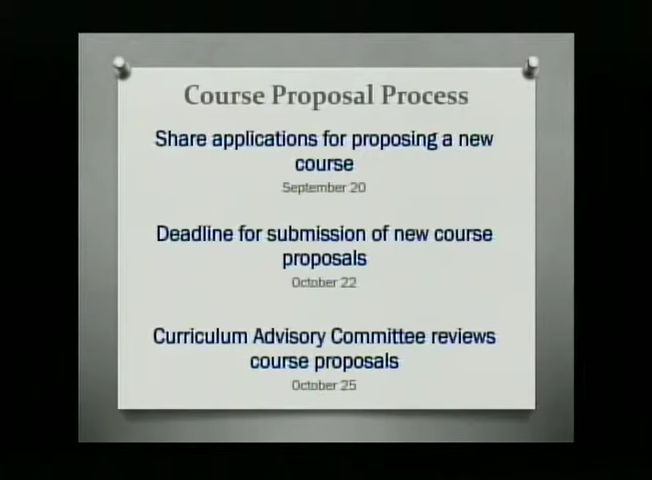 Course Proposal Process
Share applications for proposing a new
course
September 20
Deadline for submission of new course
proposals
October 22
Curriculum Advisory Committee reviews
course proposals
October 25